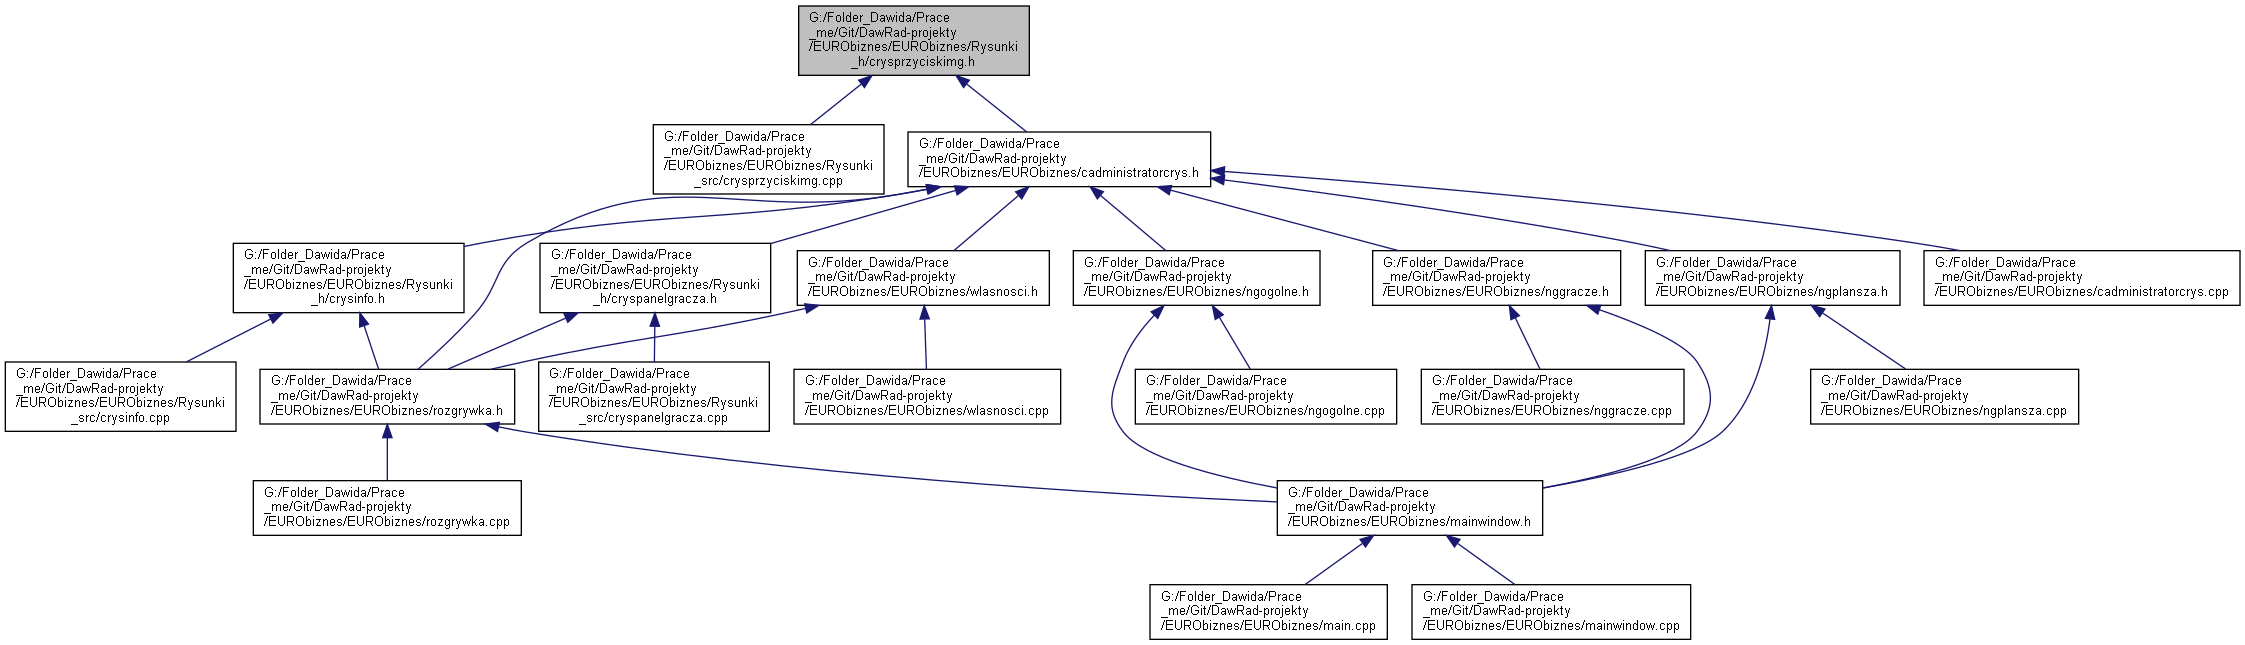 G:/Folder_Dawida/Prace
_me/Git/DawRad-projekty
/EURObiznes/EURObiznes/Rysunki
_h/crysprzyciskimg.h
G:/Folder_Dawida/Prace
_me/Git/DawRad-projekty
/EURObiznes/EURObiznes/Rysunki
_src/crysprzyciskimg.cpp
G:/Folder_Dawida/Prace
_me/Git/DawRad-projekty
/EURObiznes/EURObiznes/cadministratorcrys.h
G:/Folder_Dawida/Prace
_me/Git/DawRad-projekty
/EURObiznes/EURObiznes/Rysunki
_h/crysinfo.h
G:/Folder_Dawida/Prace
_me/Git/DawRad-projekty
/EURObiznes/EURObiznes/Rysunki
_h/cryspanelgracza.h
G:/Folder_Dawida/Prace
_me/Git/DawRad-projekty
/EURObiznes/EURObiznes/wlasnosci.h
G:/Folder_Dawida/Prace
_me/Git/DawRad-projekty
/EURObiznes/EURObiznes/ngogolne.h
G:/Folder_Dawida/Prace
_me/Git/DawRad-projekty
/EURObiznes/EURObiznes/nggracze.h
G:/Folder_Dawida/Prace
_me/Git/DawRad-projekty
/EURObiznes/EURObiznes/ngplansza.h
G:/Folder_Dawida/Prace
_me/Git/DawRad-projekty
/EURObiznes/EURObiznes/cadministratorcrys.cpp
G:/Folder_Dawida/Prace
_me/Git/DawRad-projekty
/EURObiznes/EURObiznes/Rysunki
_src/crysinfo.cpp
G:/Folder_Dawida/Prace
_me/Git/DawRad-projekty
/EURObiznes/EURObiznes/rozgrywka.h
G:/Folder_Dawida/Prace
_me/Git/DawRad-projekty
/EURObiznes/EURObiznes/Rysunki
_src/cryspanelgracza.cpp
G:/Folder_Dawida/Prace
_me/Git/DawRad-projekty
/EURObiznes/EURObiznes/wlasnosci.cpp
G:/Folder_Dawida/Prace
_me/Git/DawRad-projekty
/EURObiznes/EURObiznes/ngogolne.cpp
G:/Folder_Dawida/Prace
_me/Git/DawRad-projekty
/EURObiznes/EURObiznes/nggracze.cpp
G:/Folder_Dawida/Prace
_me/Git/DawRad-projekty
/EURObiznes/EURObiznes/ngplansza.cpp
G:/Folder_Dawida/Prace
_me/Git/DawRad-projekty
/EURObiznes/EURObiznes/rozgrywka.cpp
G:/Folder_Dawida/Prace
_me/Git/DawRad-projekty
/EURObiznes/EURObiznes/mainwindow.h
G:/Folder_Dawida/Prace
_me/Git/DawRad-projekty
/EURObiznes/EURObiznes/main.cpp
G:/Folder_Dawida/Prace
_me/Git/DawRad-projekty
/EURObiznes/EURObiznes/mainwindow.cpp